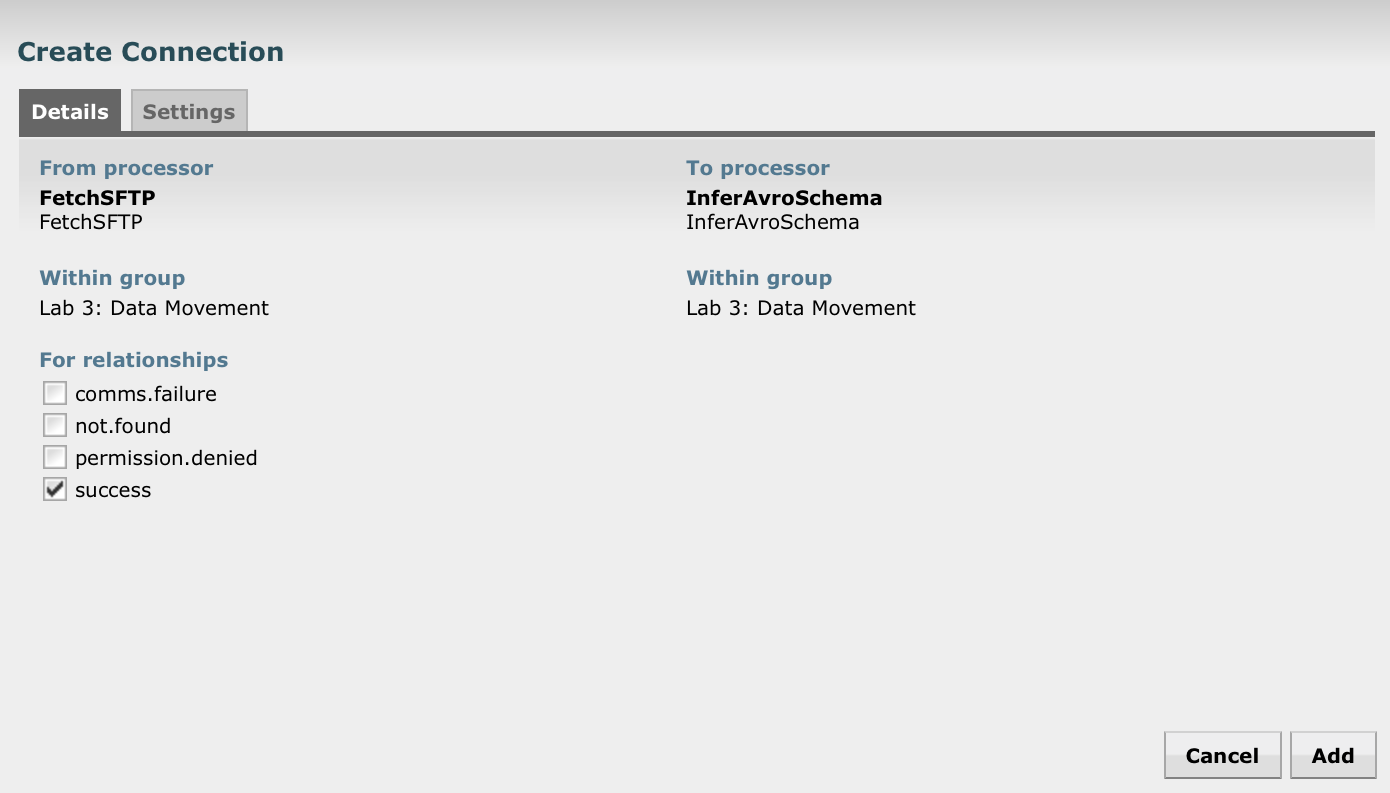 Create Connection
Details
Settings
From processor
FetchSFTP
FetchSFTP
To processor
InferAvroSchema
InferAvroSchema
Within group
Lab 3: Data Movement
Within group
Lab 3: Data Movement
For relationships
comms.failure
not.found
permission.denied
success
Cancel
Add